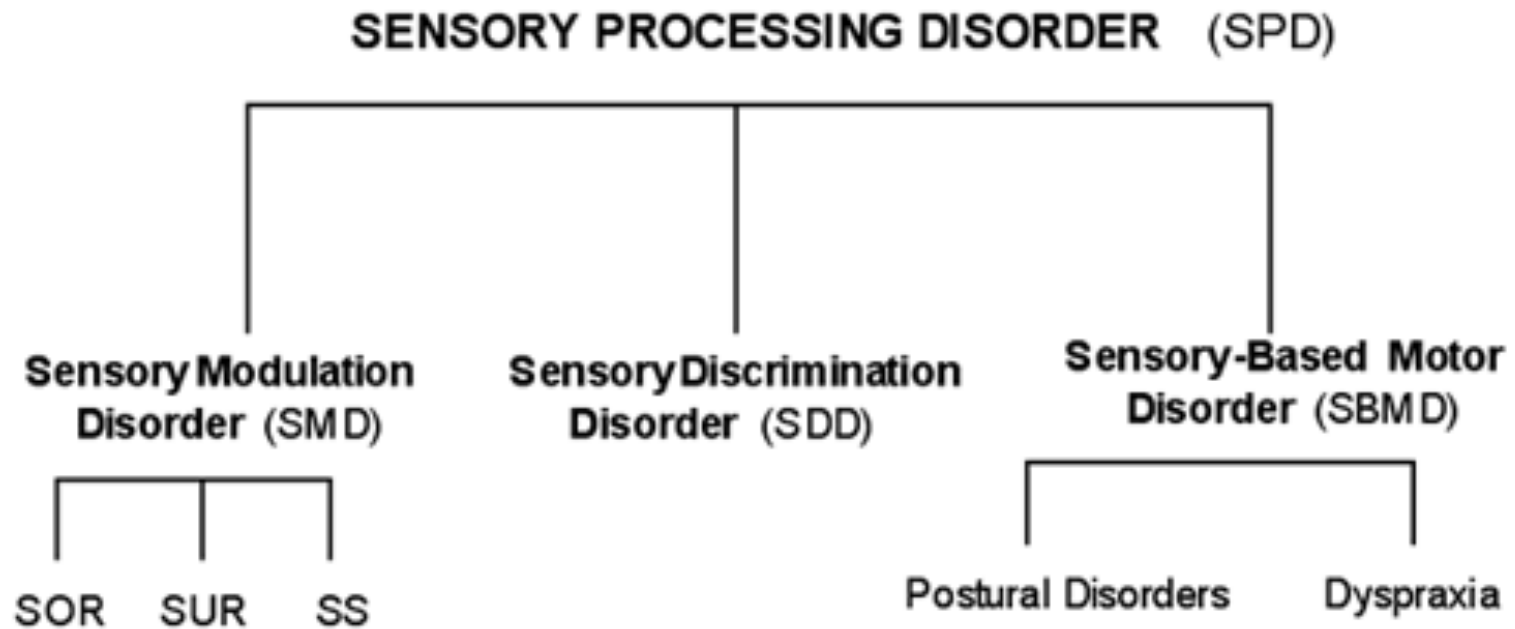 SENSORY PROCESSING DISORDER (SPD)
Sensory Modulation
Disorder (SMD)
Sensory Discrimination
Disorder (SDD)
Sensory-Based Motor
Disorder (SBMD)
SOR SUR SS
Postural Disorders Dyspraxia